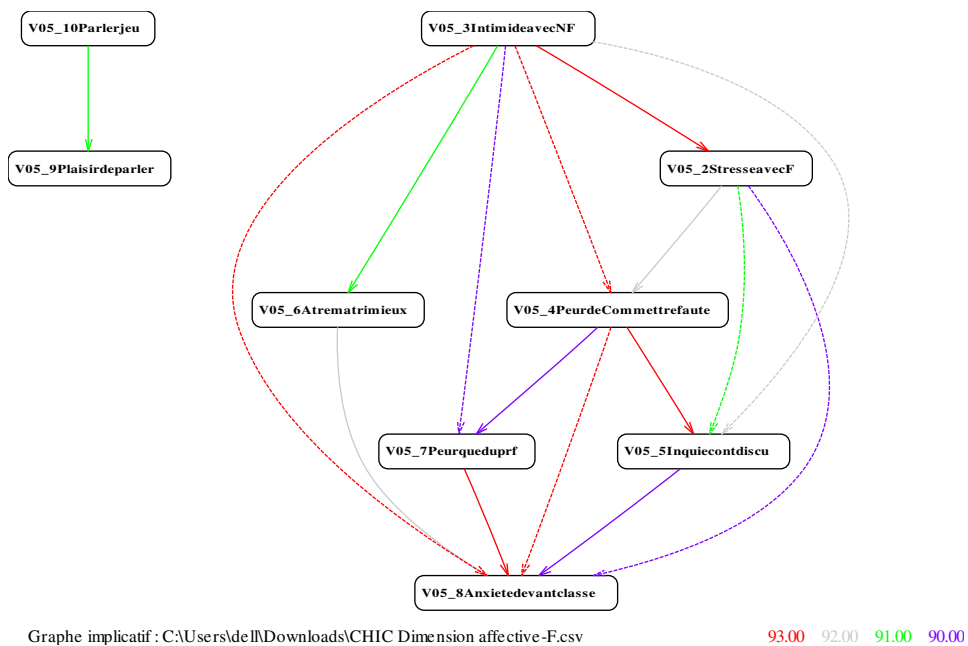 V05_10Parlerjeu
V05_3IntimideavecNF
V05_9Plaisirdeparler
V05_2StresseavecF
V05_6Atrematrimieux
V05_4PeurdeCommettrefaute
V05_7Peurqueduprf
V05_5Inquiecontdiscu
V05_8Anxietedevantclasse
Graphe implicatif : C:\Users\dell\Downloads\CHIC Dimension affective-F.csv 93.00 92.00 91.00 90.00